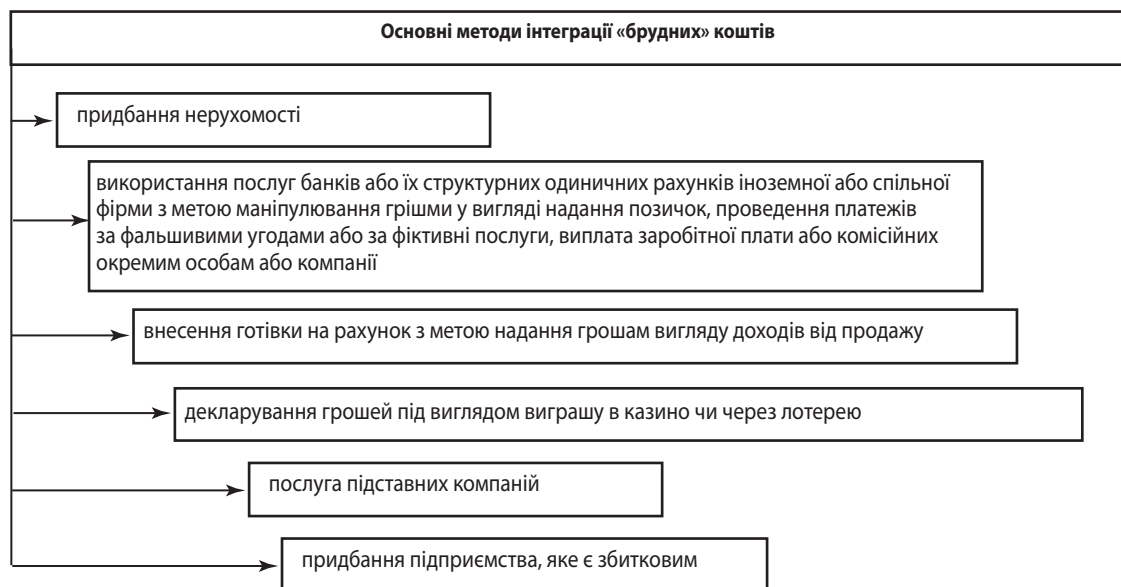 Основні методи інтеграції «брудних» коштів
придбання нерухомості
використання послуг банків або їх структурних одиничних рахунків іноземної або спільної
фірми з метою маніпулювання грішми у вигляді надання позичок, проведення платежів
за фальшивими угодами або за фіктивні послуги, виплата заробітної плати або комісійних
окремим особам або компанії
внесення готівки на рахунок з метою надання грошам вигляду доходів від продажу
декларування грошей під виглядом виграшу в казино чи через лотерею
послуга підставних компаній
придбання підприємства, яке є збитковим